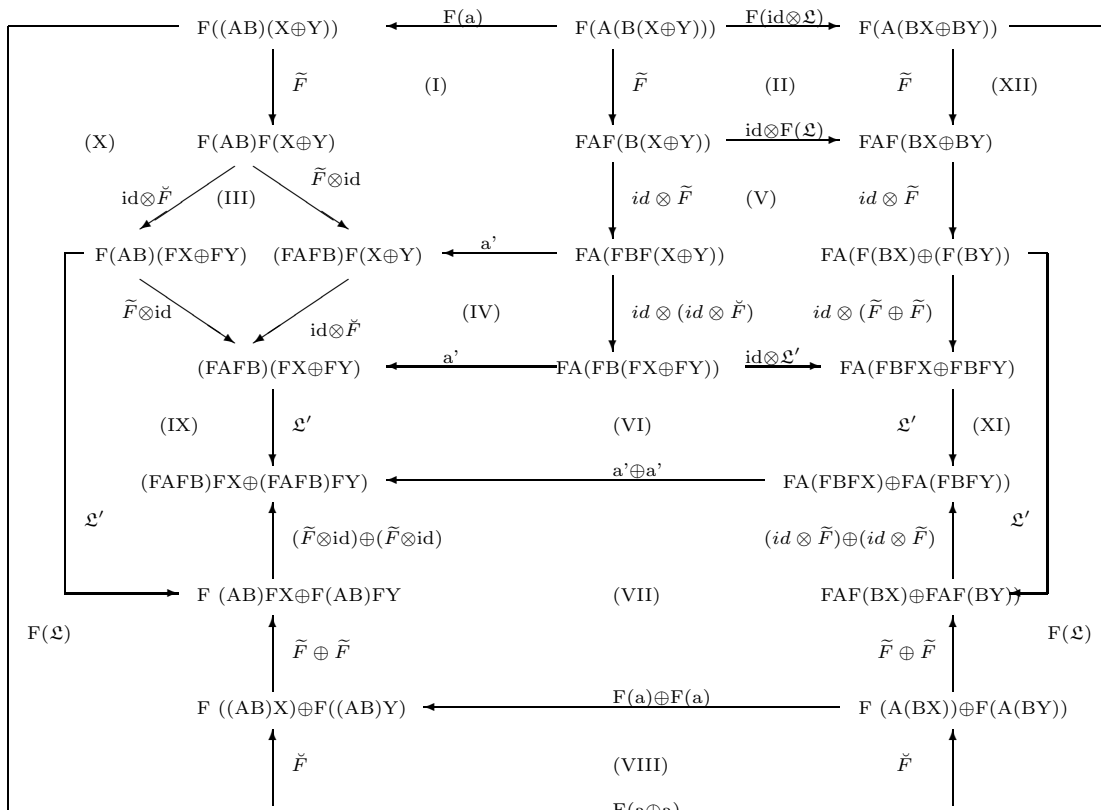 F((AB)(X⊕Y)) F(a) F(A(B(X⊕Y))) F(id⊗𝔏) F(A(BX⊕BY))
F̃ (I) F̃ (II) F̃ (XII)
(X) F(AB)F(X⊕Y) FAF(B(X⊕Y)) id⊗F(𝔏) FAF(BX⊕BY)
id⊗F̆ (III) F̃⊗id id ⊗ F̃ (V) id ⊗ F̃
F(AB)(FX⊕FY) (FAFB)F(X⊕Y) a' FA(FBF(X⊕Y)) FA(F(BX)⊕(F(BY))
F̃⊗id id⊗F̆ (IV) id ⊗ (id ⊗ F̆) id ⊗ (F̃ ⊕ F̃)
(FAFB)(FX⊕FY) a' FA(FB(FX⊕FY)) id⊗𝔏' FA(FBFX⊕FBFY)
(IX) 𝔏' (VI) 𝔏' (XI)
(FAFB)FX⊕(FAFB)FY) a'⊕a' FA(FBFX)⊕FA(FBFY))
𝔏' (F̃⊗id)⊕(F̃⊗id) (id ⊗ F̃)⊕(id ⊗ F̃) 𝔏'
F (AB)FX⊕F(AB)FY (VII) FAF(BX)⊕FAF(BY))
F(𝔏) F̃ ⊕ F̃ F̃ ⊕ F̃ F(𝔏)
F ((AB)X)⊕F((AB)Y) F(a)⊕F(a) F (A(BX))⊕F(A(BY))
F̆ (VIII) F̆
F(a⊕a)